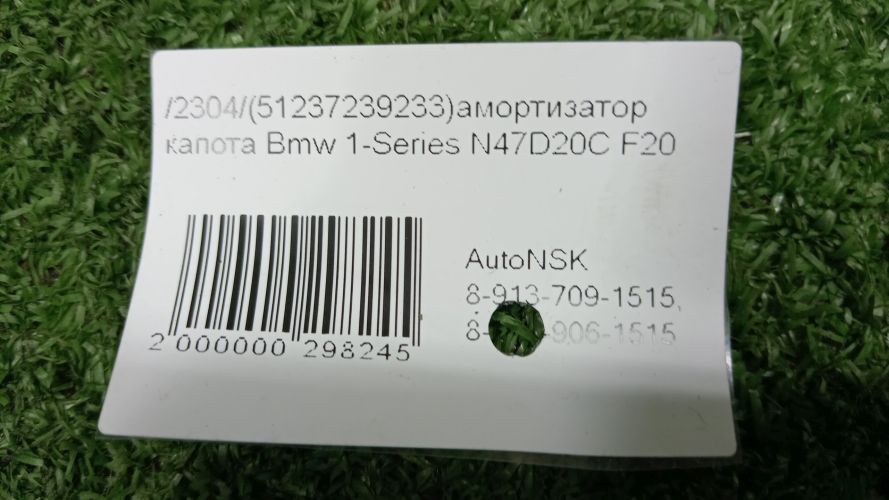 /2304/(51237239233)амортизатор
капота Bmw 1-Series N47D20C F20
AutoNSK
8-913-709-1515,
8- -906-1515
2 000000 298245